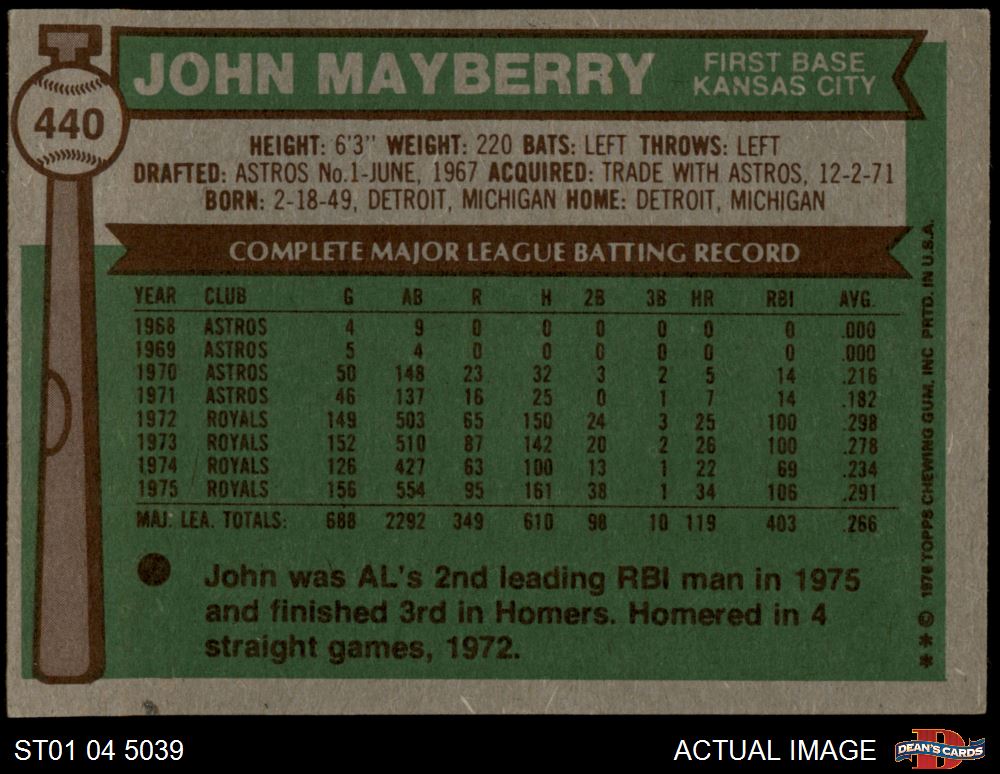 440
JOHN MAYBERRY
FIRST BASE
KANSAS CITY
HEIGHT: 6'3" WEIGHT: 220 BATS: LEFT THROWS: LEFT
DRAFTED: ASTROS No.1-JUNE, 1967 ACQUIRED: TRADE WITH ASTROS, 12-2-71
BORN: 2-18-49, DETROIT, MICHIGAN HOME: DETROIT, MICHIGAN
COMPLETE MAJOR LEAGUE BATTING RECORD
YEAR CLUB G AB R H 2B 3B HR RBI AVG.
1968 ASTROS 4 9 0 0 0 0 0 0 .000
1969 ASTROS 5 4 0 0 0 0 0 0 .000
1970 ASTROS 50 148 23 32 3 2 5 14 .216
1971 ASTROS 46 137 16 25 0 1 7 14 .182
1972 ROYALS 149 503 65 150 24 3 25 100 .298
1973 ROYALS 152 510 87 142 20 2 26 100 .278
1974 ROYALS 126 427 63 100 13 1 22 69 .234
1975 ROYALS 156 554 95 161 38 1 34 106 .291
MAJ. LEA. TOTALS: 688 2292 349 610 98 10 119 403 .266
John was AL's 2nd leading RBI man in 1975
and finished 3rd in Homers. Homered in 4
straight games, 1972.
* * © 1976 TOPPS CHEWING GUM, INC PRTD. IN U.S.A.
ST01 04 5039
ACTUAL IMAGE
D
DEAN'S CARDS